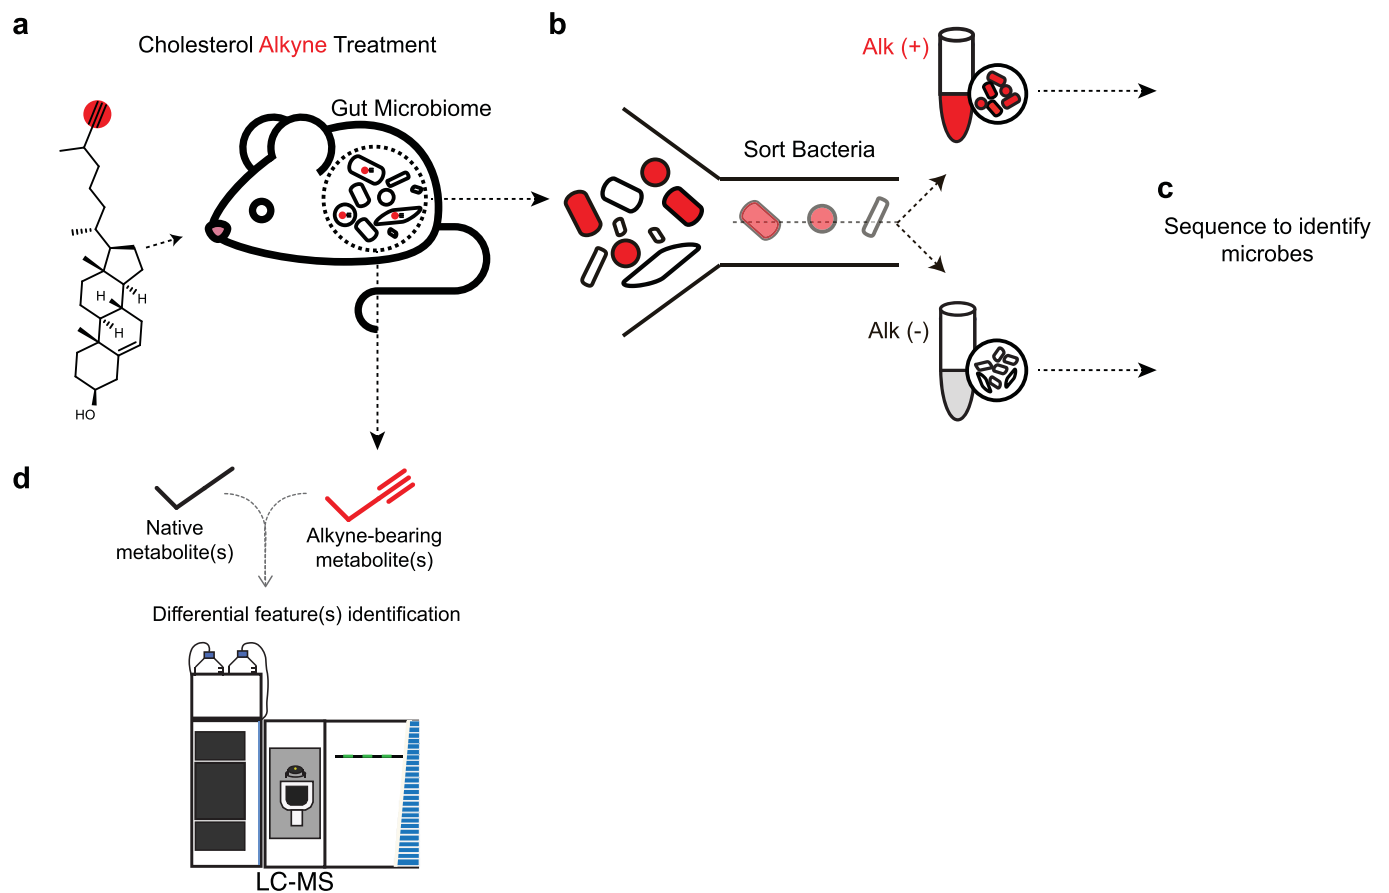 a
Cholesterol Alkyne Treatment
Gut Microbiome
H
H
H
HO
b
Alk (+)
Sort Bacteria
Alk (-)
c
Sequence to identify
microbes
d
Native
metabolite(s)
Alkyne-bearing
metabolite(s)
Differential feature(s) identification
LC-MS